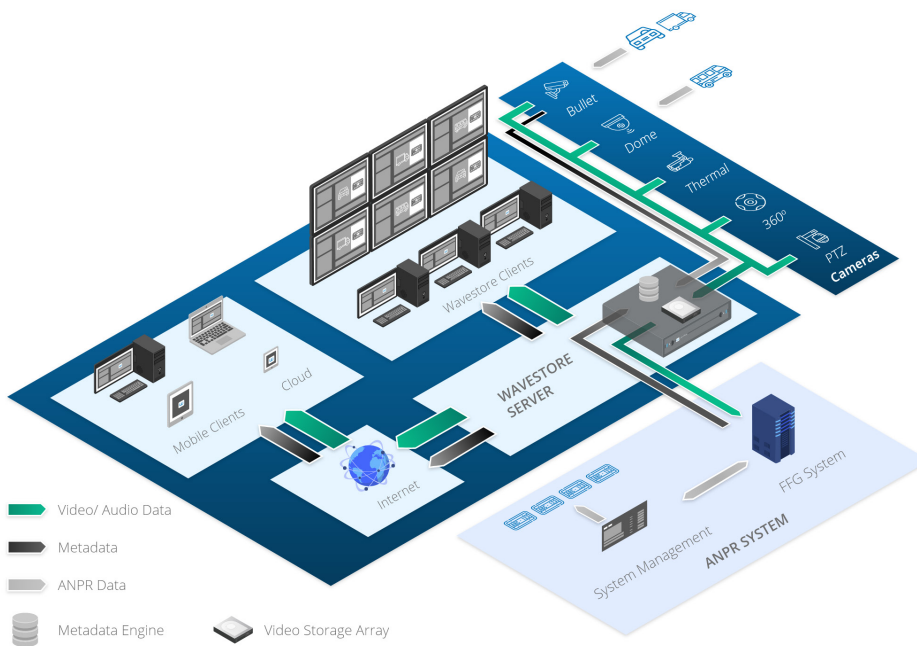 Bullet
Dome
Thermal
360º
PTZ
Cameras
Wavestore Clients
Cloud
Mobile Clients
WAVESTORE
SERVER
Internet
FFG System
System Management
ANPR SYSTEM
Video/ Audio Data
Metadata
ANPR Data
Metadata Engine
Video Storage Array